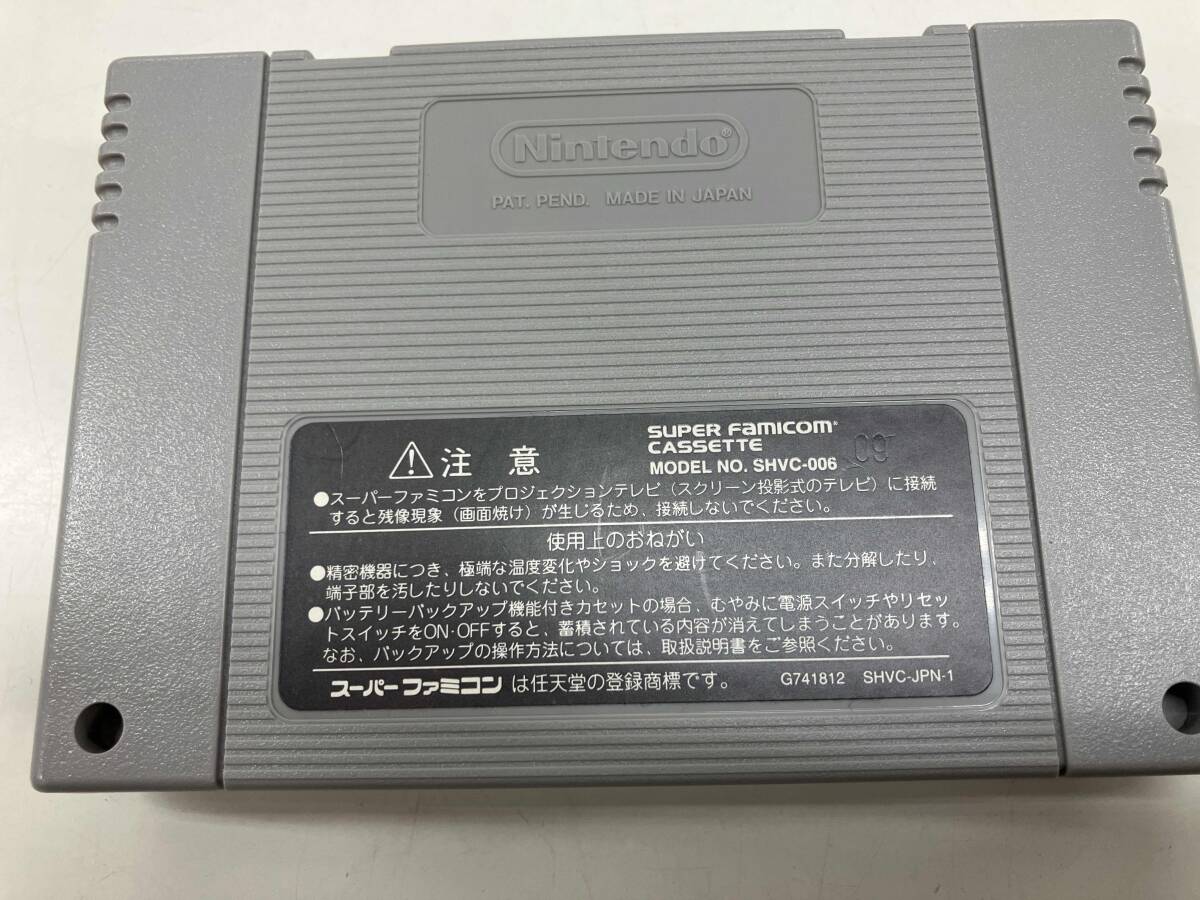 Nintendo®
PAT. PEND. MADE IN JAPAN
⚠注意
SUPER FAMICOM®
CASSETTE
MODEL NO. SHVC-006
●スーパーファミコンをプロジェクションテレビ（スクリーン投影式のテレビ）に接続
すると残像現象（画面焼け）が生じるため、接続しないでください。
使用上のおねがい
●精密機器につき、極端な温度変化やショックを避けてください。また分解したり、
端子部を汚したりしないでください。
●バッテリーバックアップ機能付きカセットの場合、むやみに電源スイッチやリセッ
トスイッチをON·OFFすると、蓄積されている内容が消えてしまうことがあります。
なお、バックアップの操作方法については、取扱説明書をご参照ください。
スーパーファミコン は任天堂の登録商標です。 G741812 SHVC-JPN-1